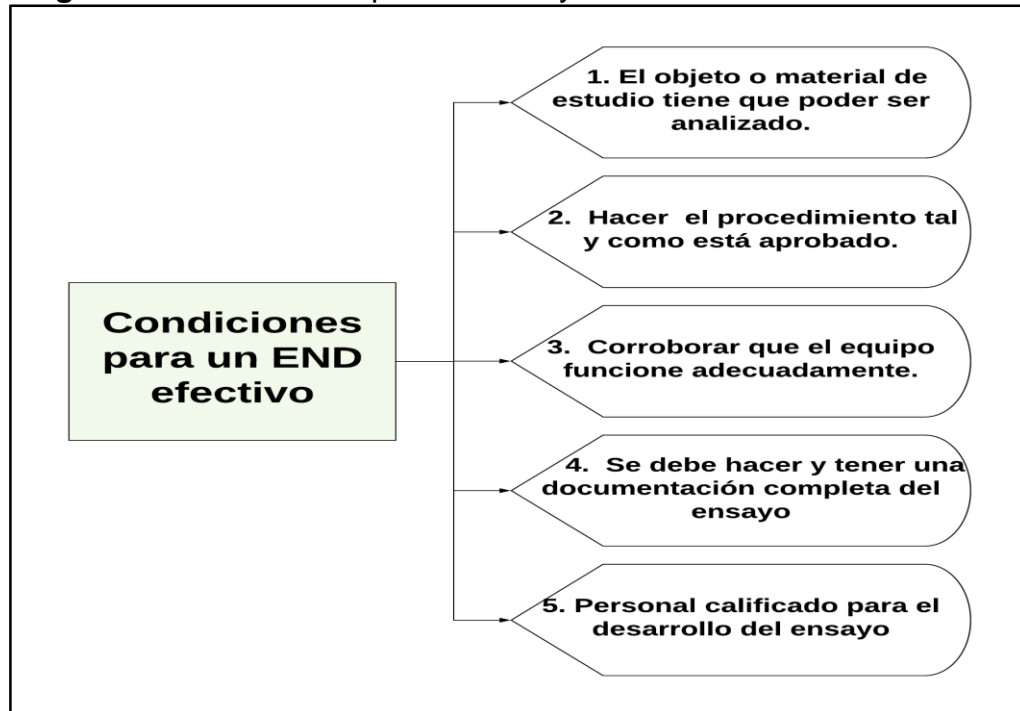 Condiciones
para un END
efectivo
1. El objeto o material de
estudio tiene que poder ser
analizado.
2. Hacer el procedimiento tal
y como está aprobado.
3. Corroborar que el equipo
funcione adecuadamente.
4. Se debe hacer y tener una
documentación completa del
ensayo
5. Personal calificado para el
desarrollo del ensayo